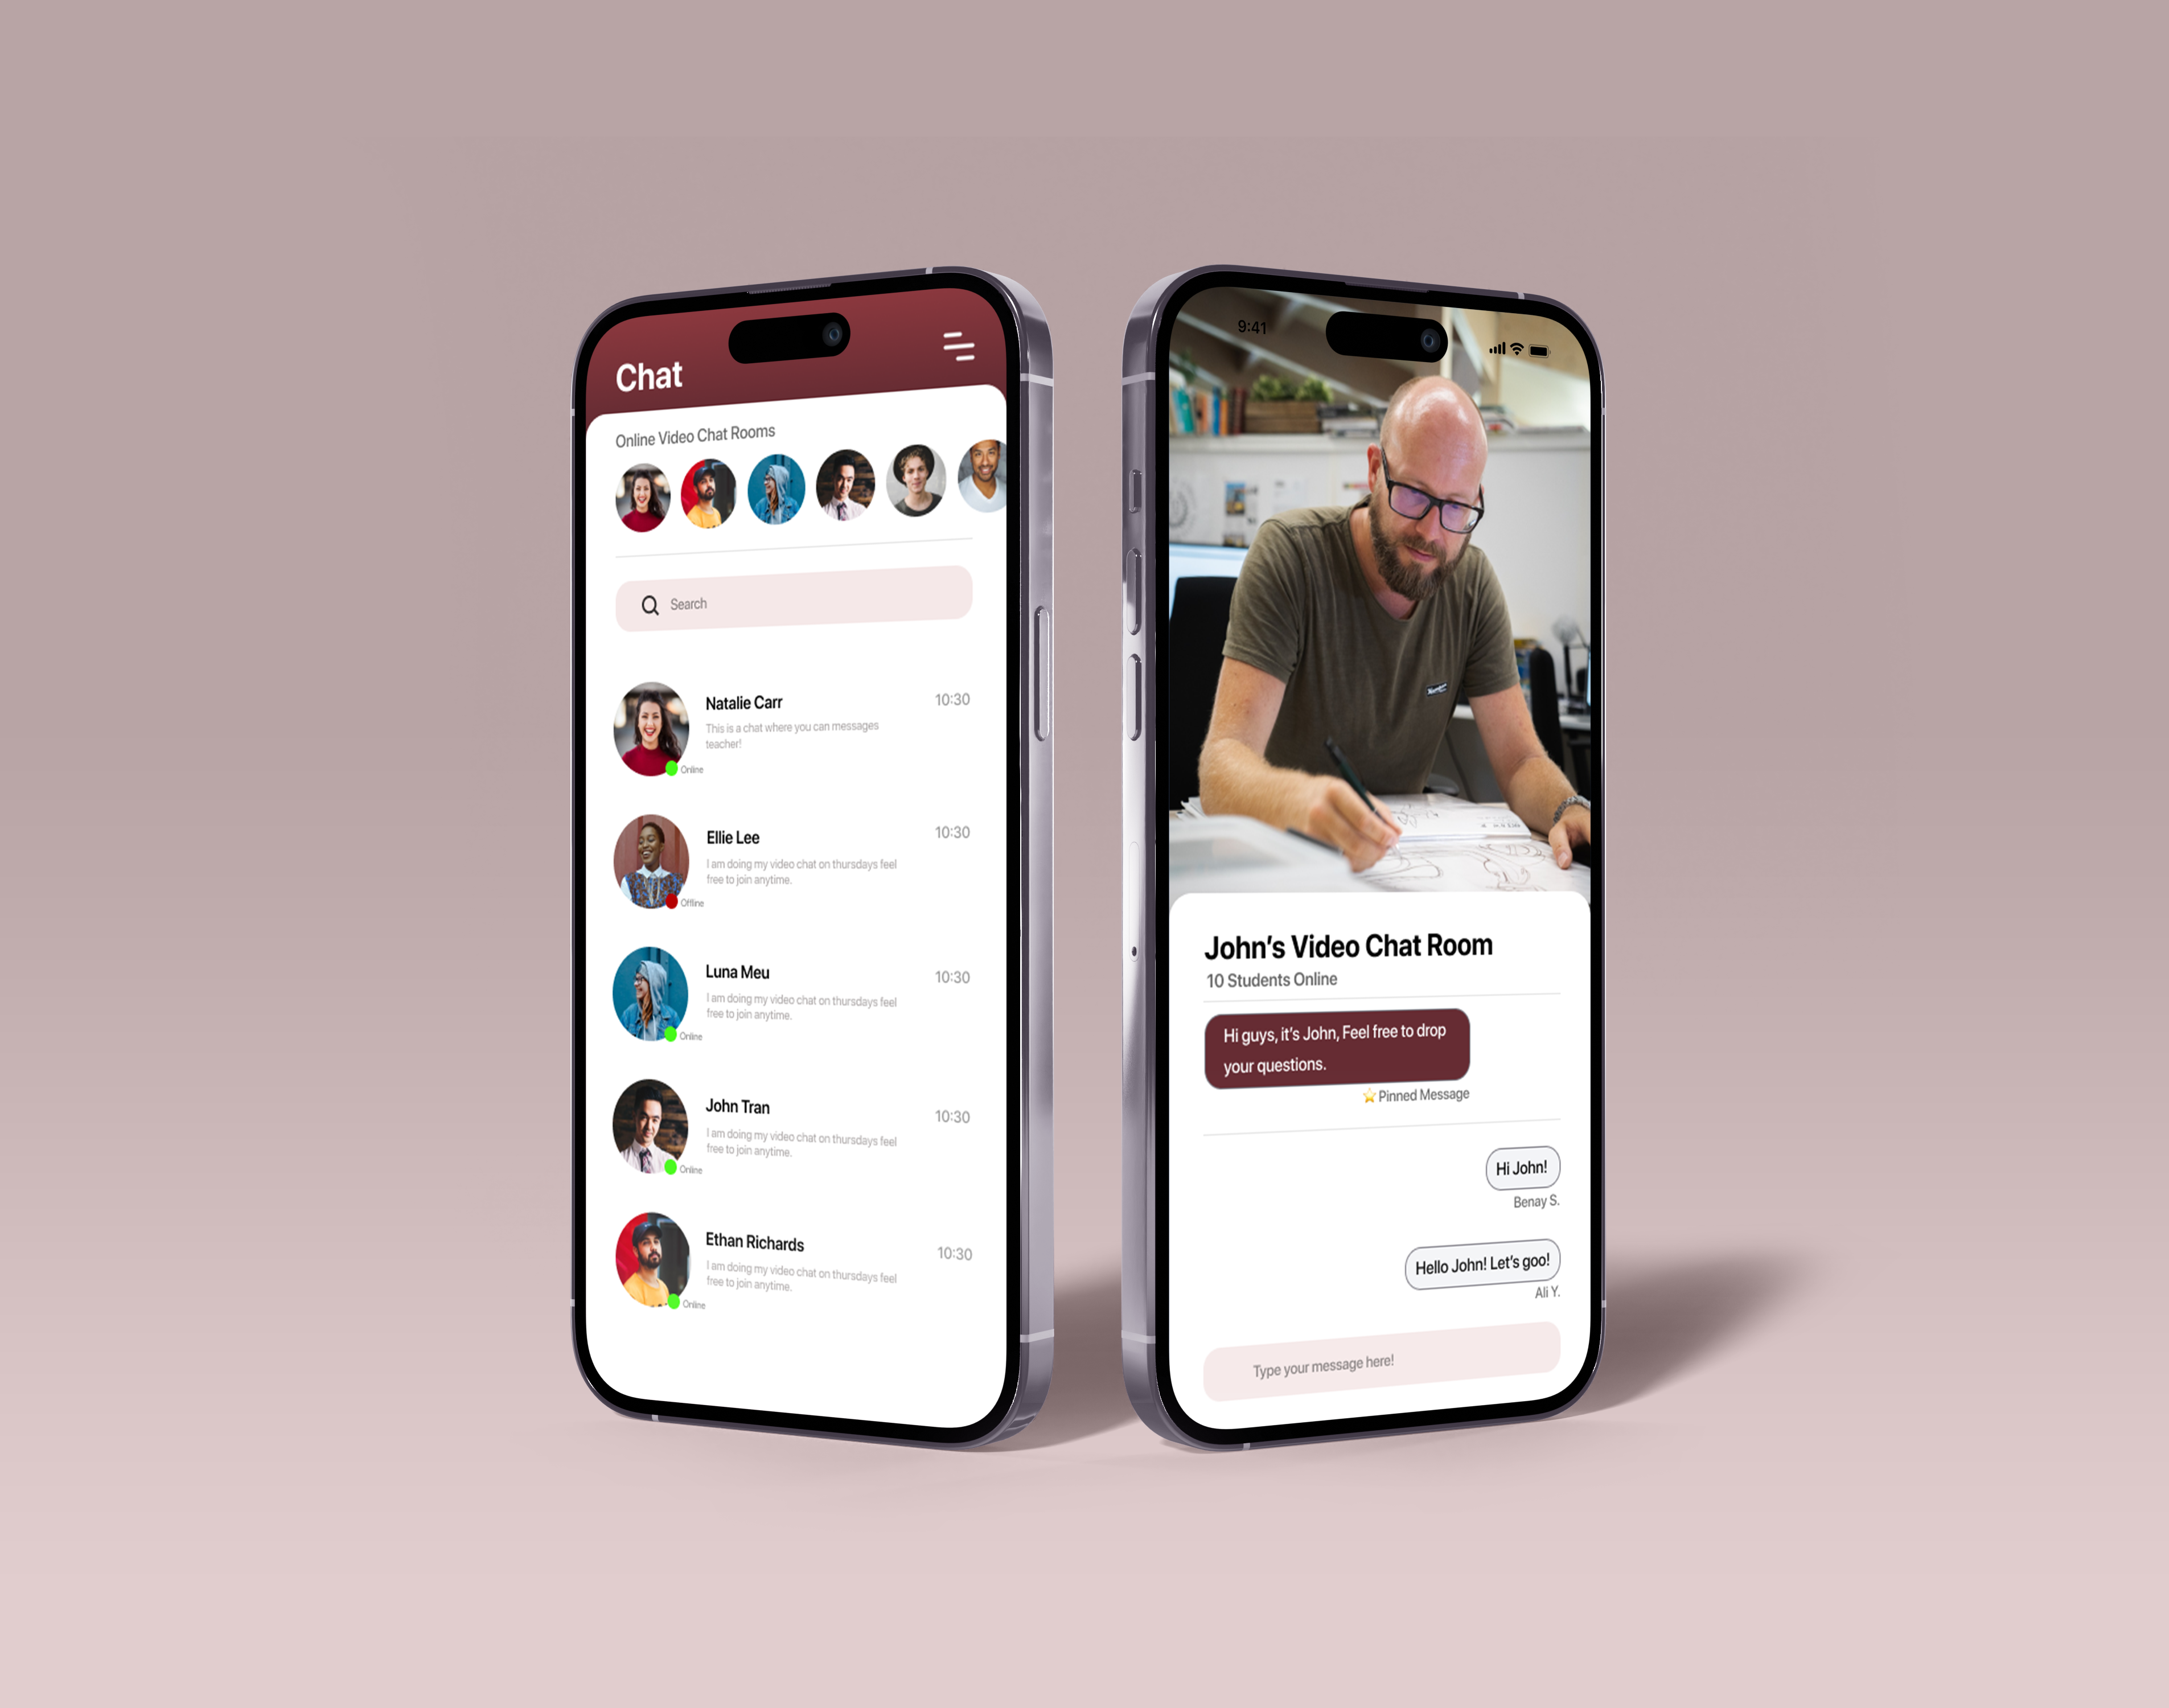 Chat
Online Video Chat Rooms
Search
Natalie Carr
10:30
This is a chat where you can messages
teacher!
Online
Ellie Lee
10:30
I am doing my video chat on thursdays feel
free to join anytime.
Offline
Luna Meu
10:30
I am doing my video chat on thursdays feel
free to join anytime.
Online
John Tran
10:30
I am doing my video chat on thursdays feel
free to join anytime.
Online
Ethan Richards
10:30
I am doing my video chat on thursdays feel
free to join anytime.
Online
9:41
John's Video Chat Room
10 Students Online
Hi guys, it's John, Feel free to drop
your questions.
⭐ Pinned Message
Hi John!
Benay S.
Hello John! Let's goo!
Ali Y.
Type your message here!